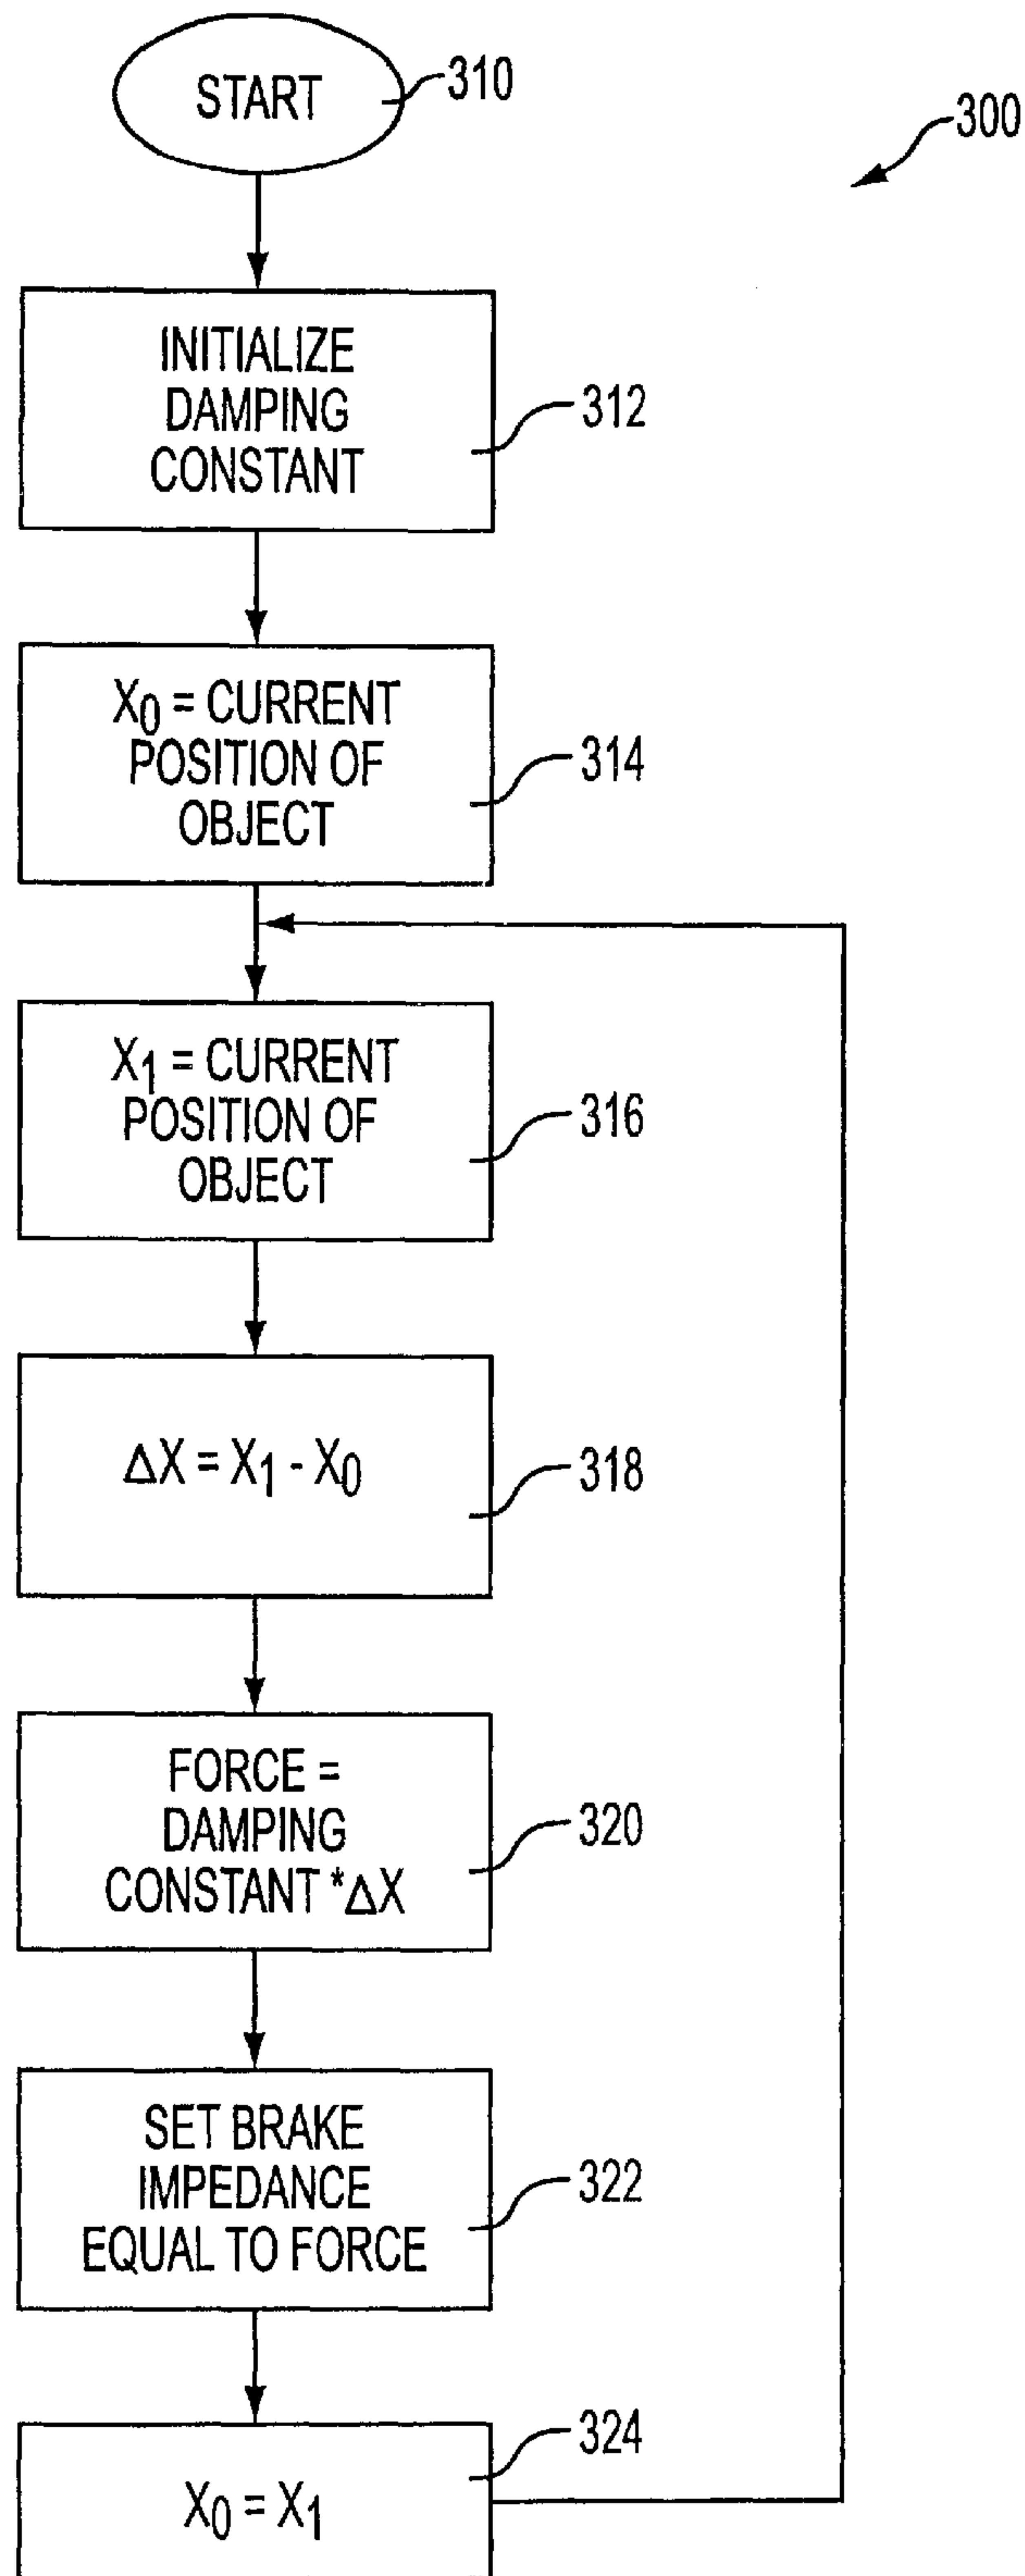 START
310
300
INITIALIZE
DAMPING
CONSTANT
312
X₀ = CURRENT
POSITION OF
OBJECT
314
X₁ = CURRENT
POSITION OF
OBJECT
316
ΔX = X₁ - X₀
318
FORCE =
DAMPING
CONSTANT *ΔX
320
SET BRAKE
IMPEDANCE
EQUAL TO FORCE
322
X₀ = X₁
324